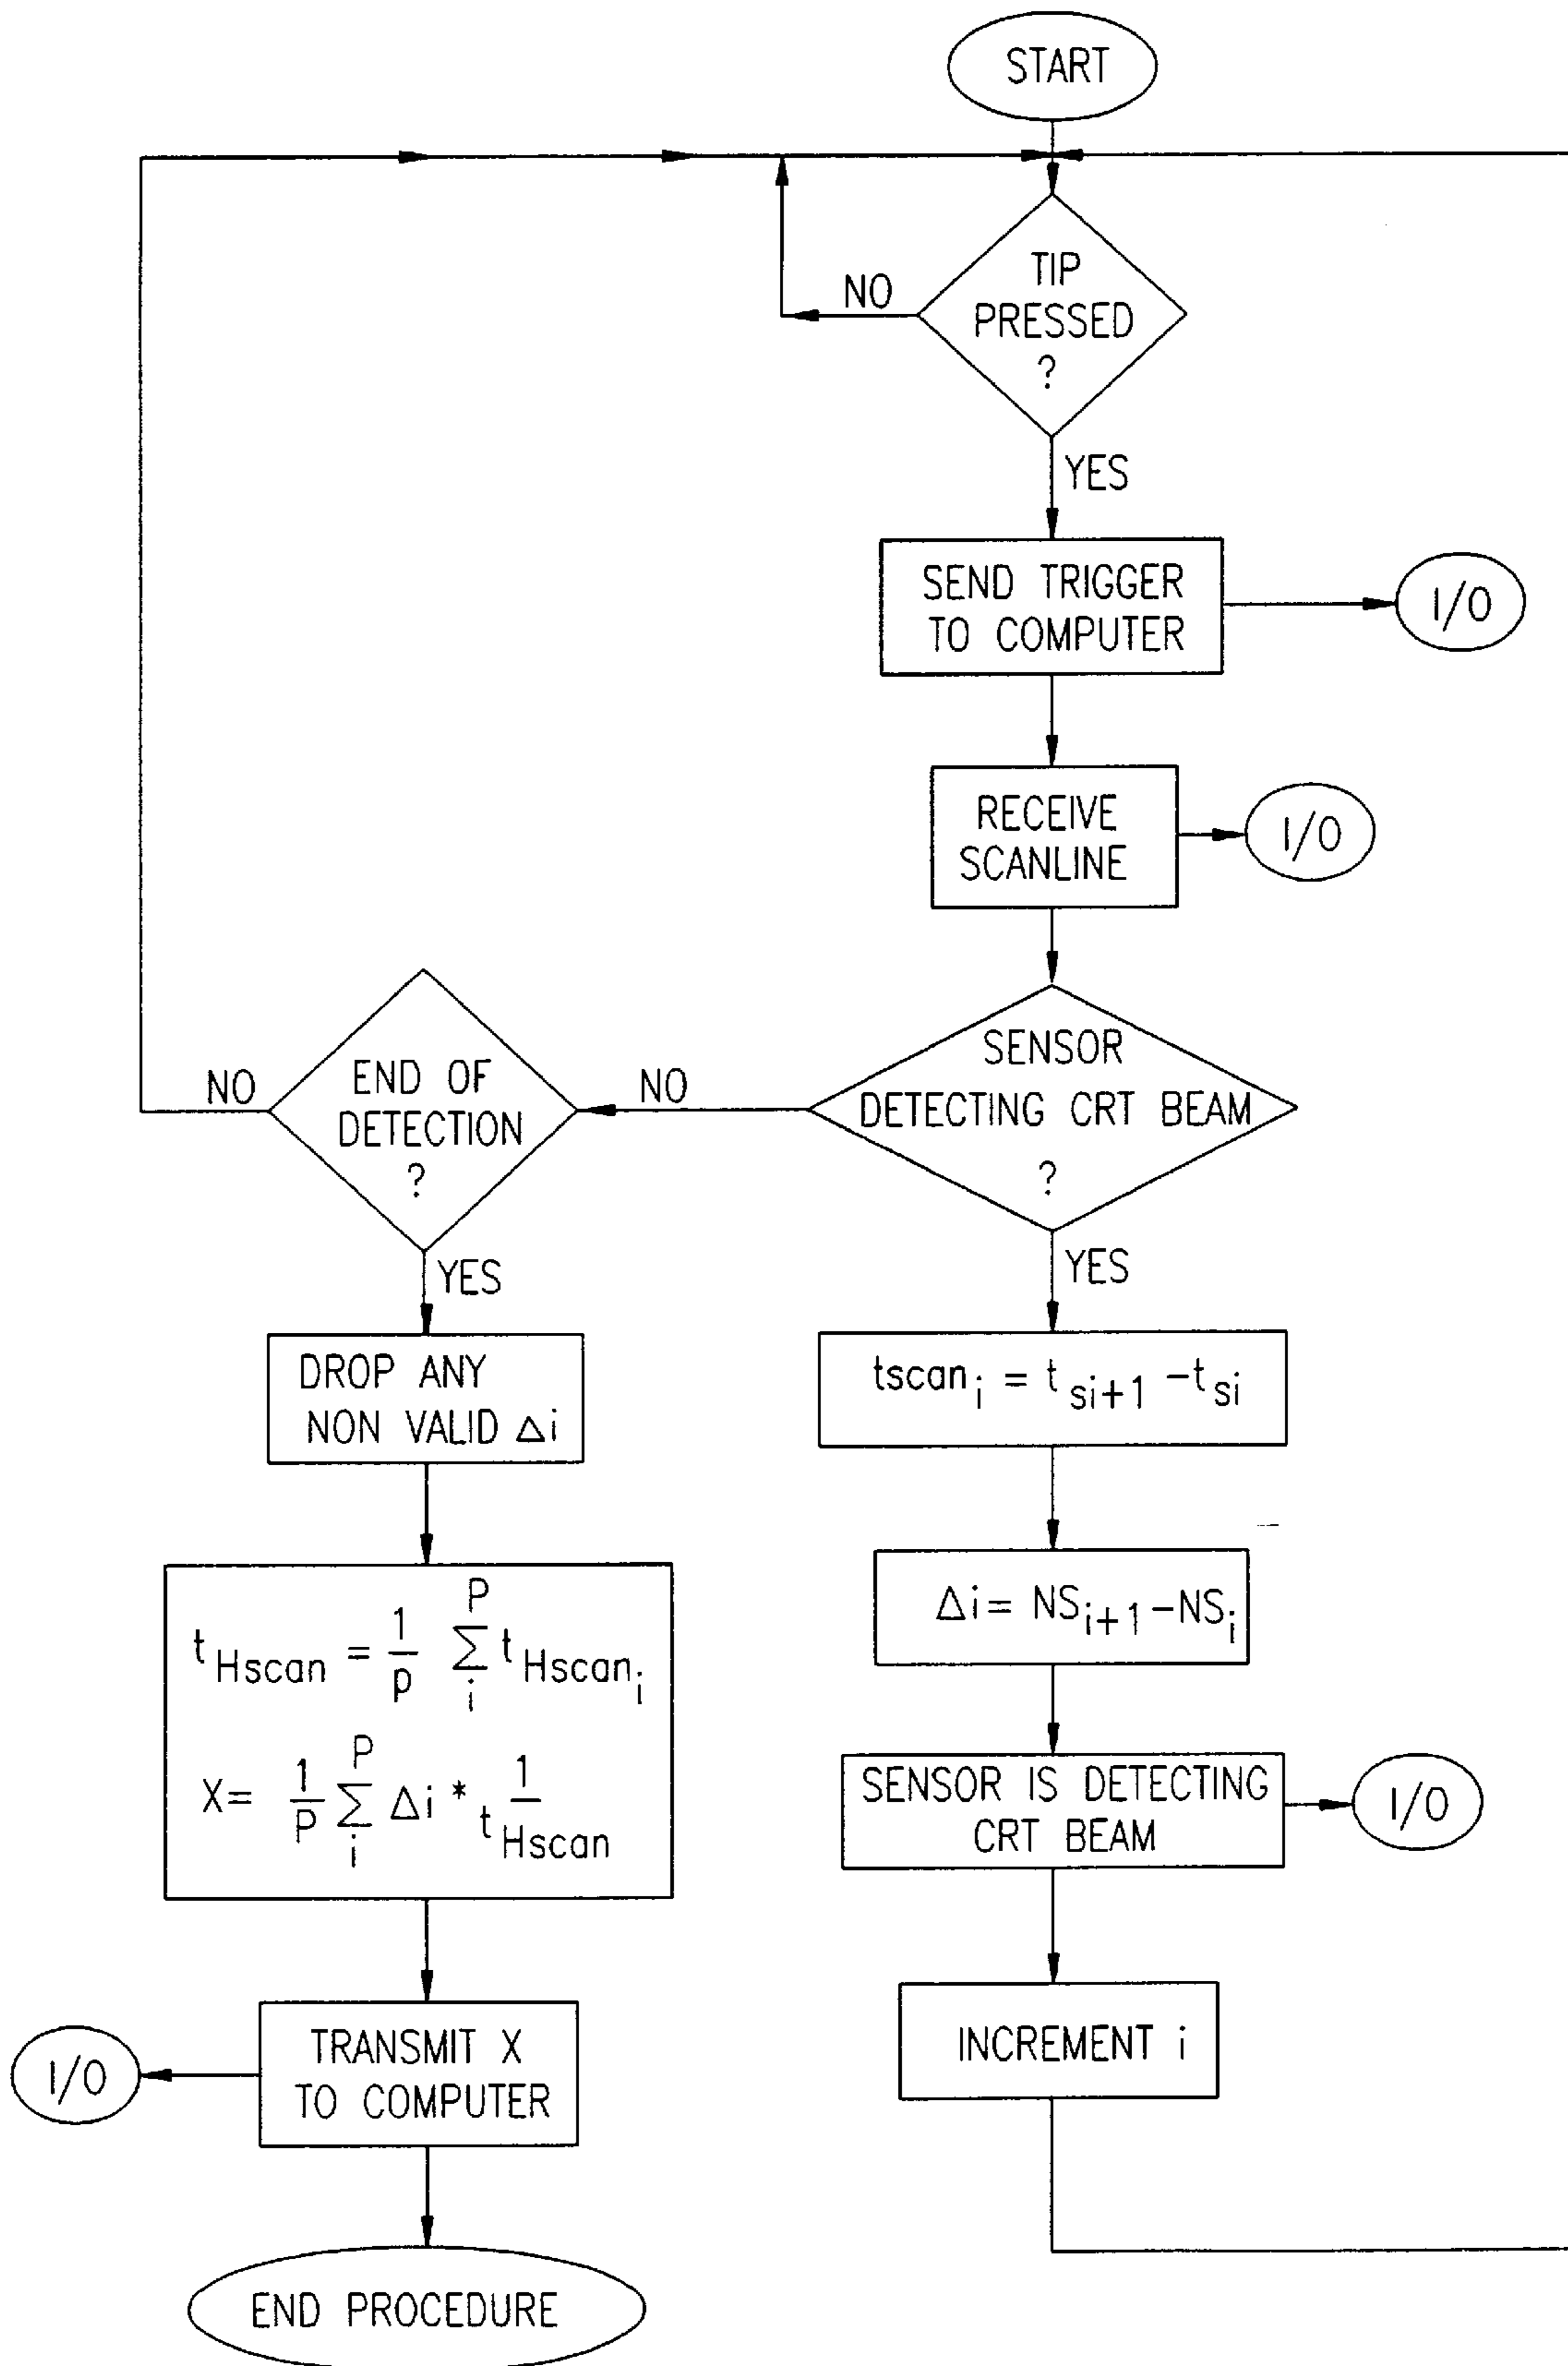 START
TIP
PRESSED
?
NO
YES
SEND TRIGGER
TO COMPUTER
I/O
RECEIVE
SCANLINE
I/O
SENSOR
DETECTING CRT BEAM
?
NO
END OF
DETECTION
?
NO
YES
YES
DROP ANY
NON VALID Δi
tscan_i = t_si+1 - t_si
Δi = NS_i+1 - NS_i
t_Hscan = 1/p Σ_i^P t_Hscan_i
X = 1/P Σ_i^P Δi * 1/t_Hscan
SENSOR IS DETECTING
CRT BEAM
I/O
INCREMENT i
TRANSMIT X
TO COMPUTER
I/O
END PROCEDURE